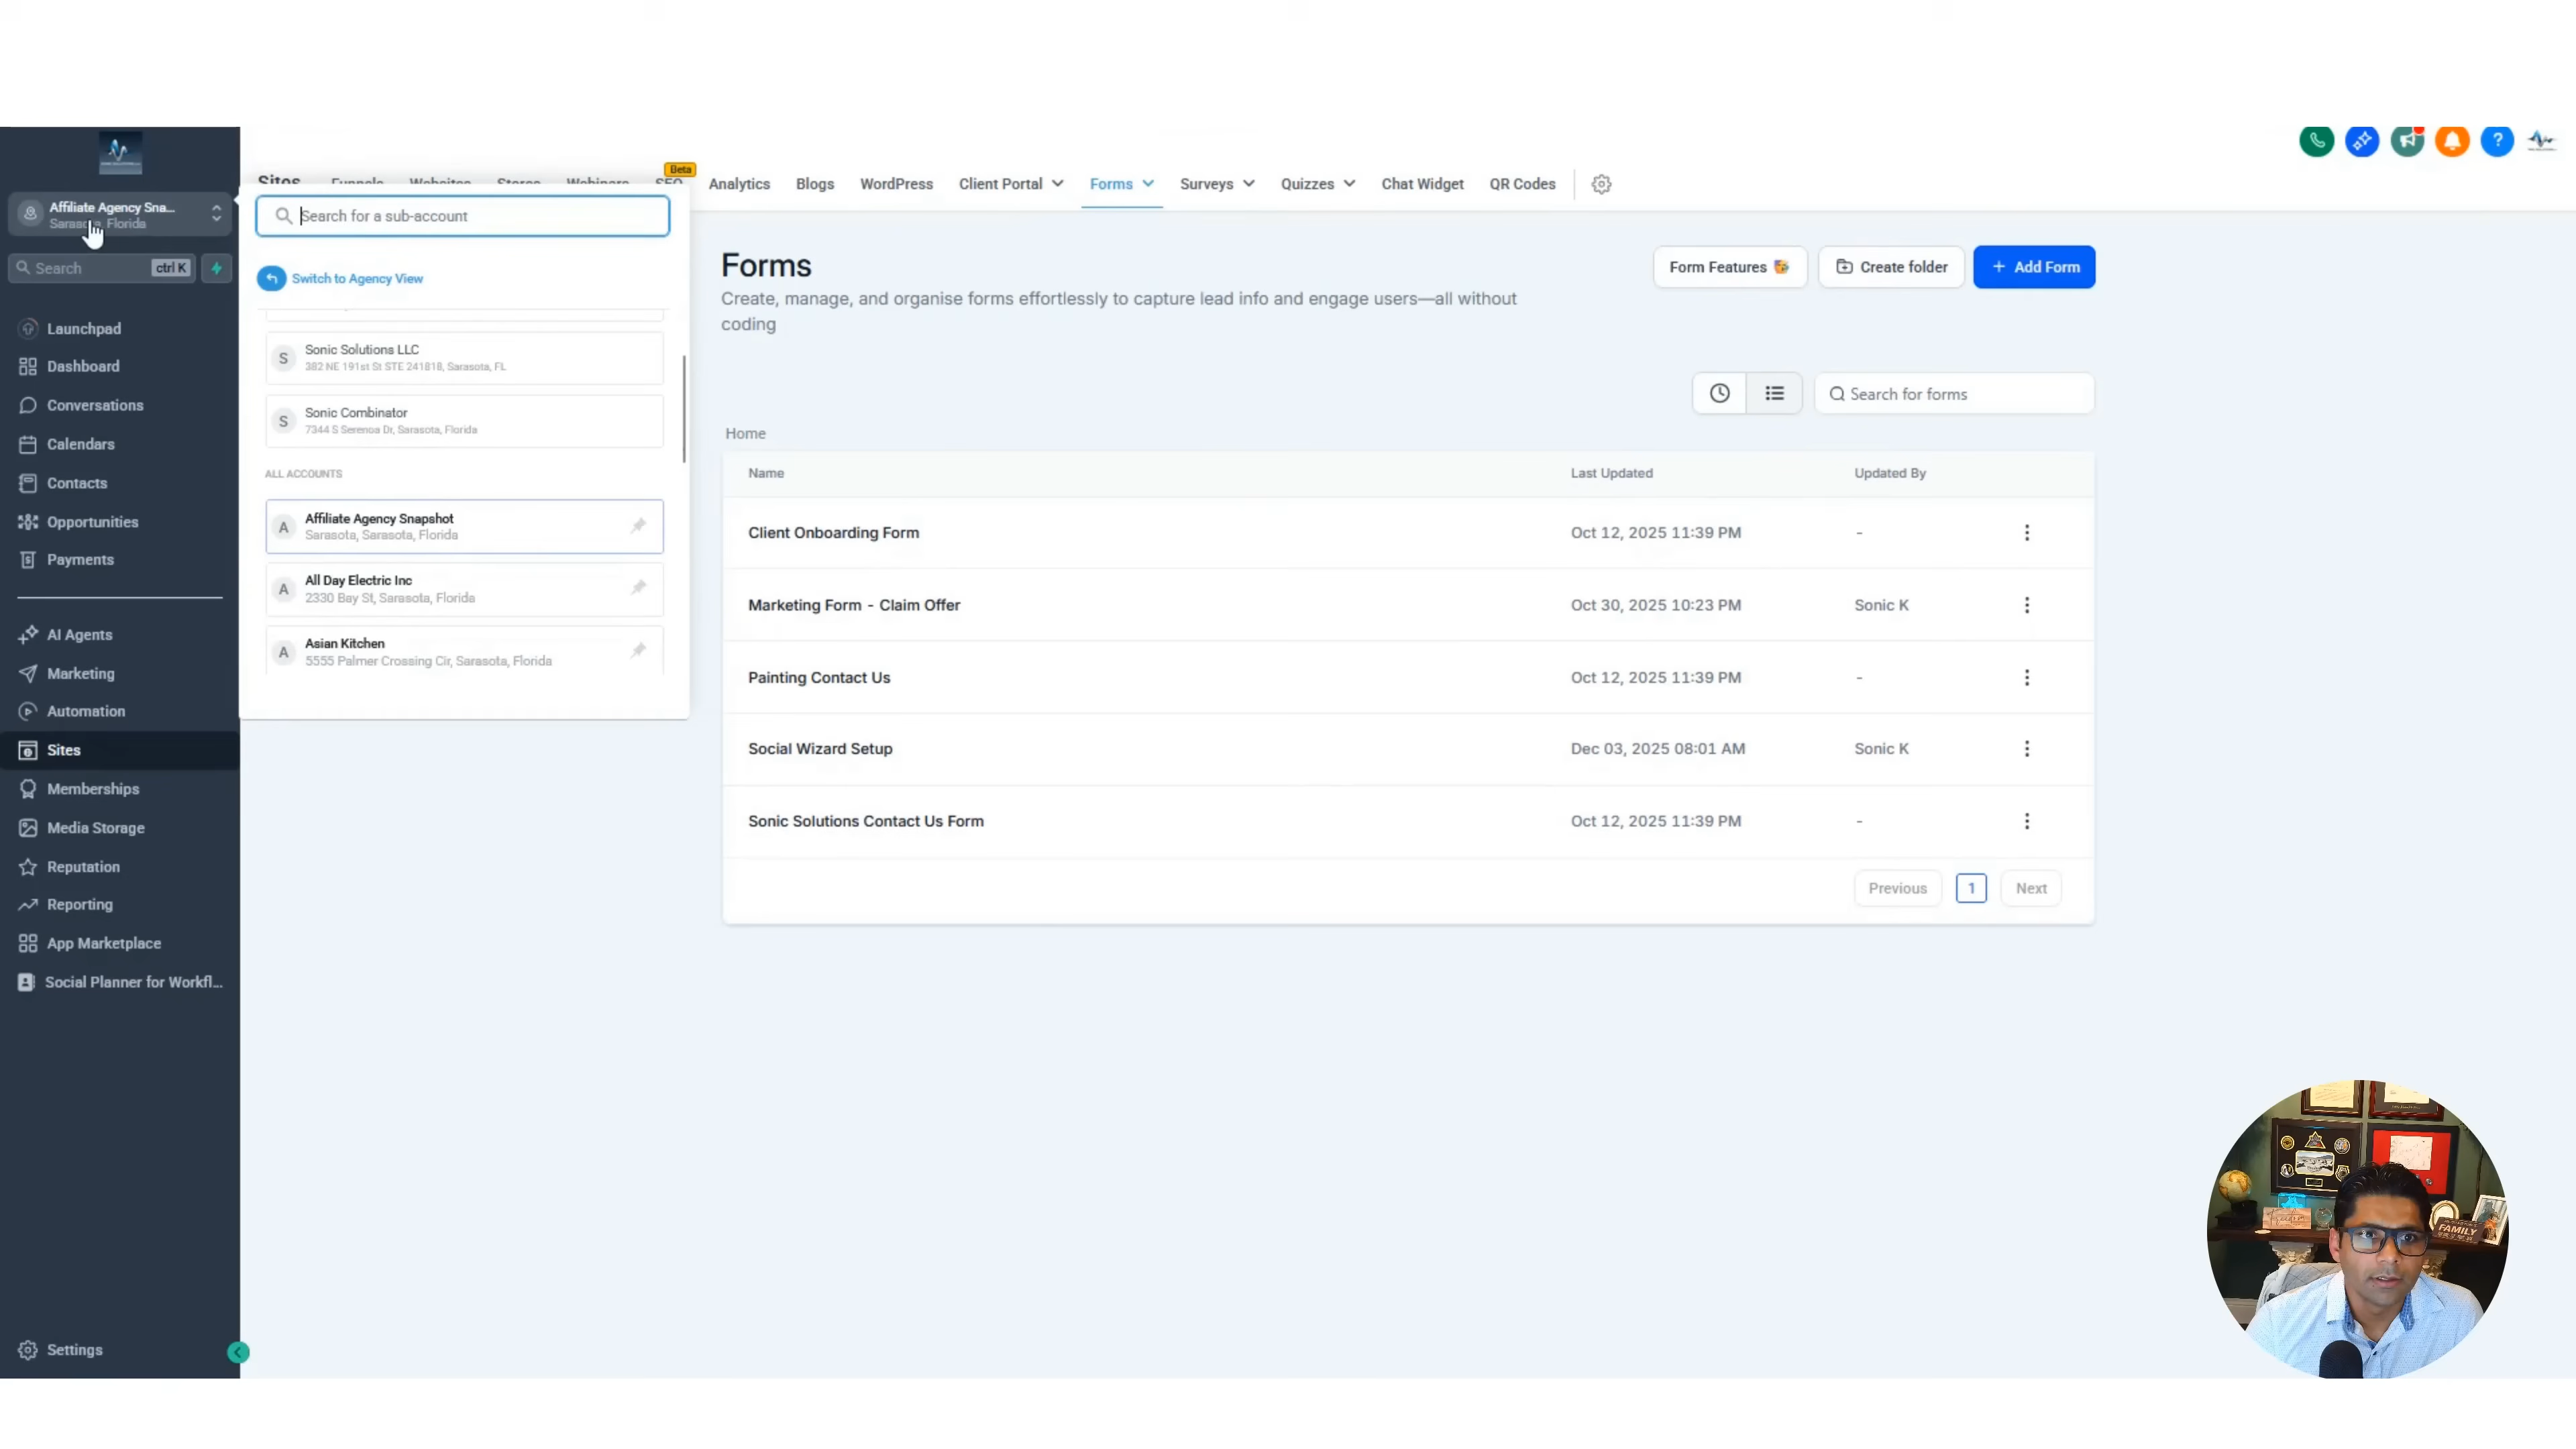 Affiliate Agency Sna...
Sarasota, Florida
Search
ctrl K
Launchpad
Dashboard
Conversations
Calendars
Contacts
Opportunities
Payments
AI Agents
Marketing
Automation
Sites
Memberships
Media Storage
Reputation
Reporting
App Marketplace
Social Planner for Workfl...
Settings
Sites
Funnels
Websites
Stores
Webinars
SEO
Beta
Analytics
Blogs
WordPress
Client Portal
Forms
Surveys
Quizzes
Chat Widget
QR Codes
Search for a sub-account
Switch to Agency View
S
Sonic Solutions LLC
382 NE 191st St STE 241818, Sarasota, FL
S
Sonic Combinator
7344 S Serenoa Dr, Sarasota, Florida
ALL ACCOUNTS
A
Affiliate Agency Snapshot
Sarasota, Sarasota, Florida
A
All Day Electric Inc
2330 Bay St, Sarasota, Florida
A
Asian Kitchen
5555 Palmer Crossing Cir, Sarasota, Florida
Forms
Create, manage, and organise forms effortlessly to capture lead info and engage users—all without
coding
Form Features
Create folder
+ Add Form
Search for forms
Home
Name Last Updated Updated By
Client Onboarding Form Oct 12, 2025 11:39 PM -
Marketing Form - Claim Offer Oct 30, 2025 10:23 PM Sonic K
Painting Contact Us Oct 12, 2025 11:39 PM -
Social Wizard Setup Dec 03, 2025 08:01 AM Sonic K
Sonic Solutions Contact Us Form Oct 12, 2025 11:39 PM -
Previous 1 Next
?
FAMILY